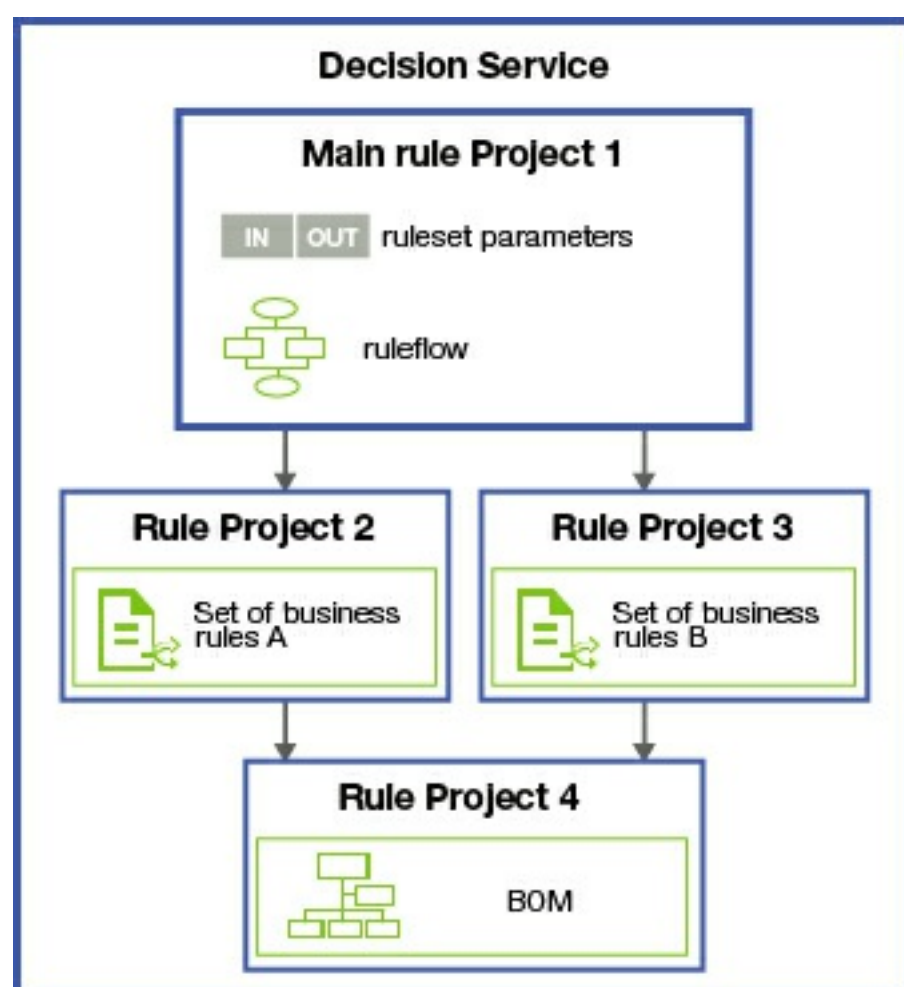 Decision Service
Main rule Project 1
IN OUT ruleset parameters
ruleflow
Rule Project 2
Set of business
rules A
Rule Project 3
Set of business
rules B
Rule Project 4
BOM